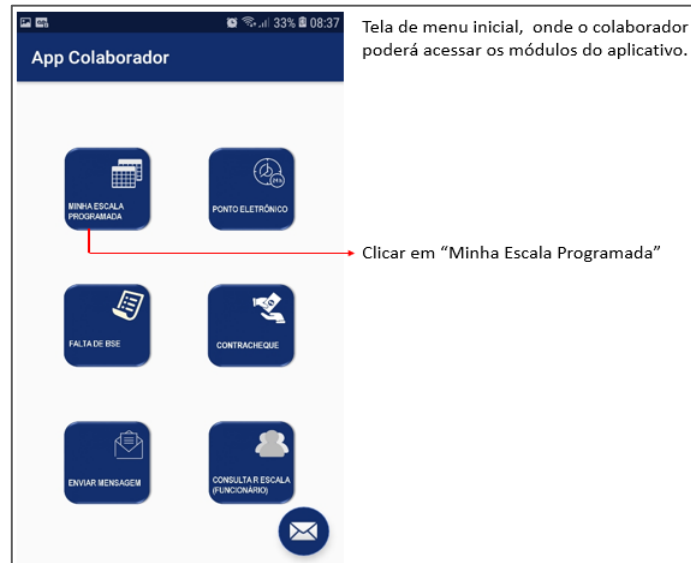 33% 08:37
App Colaborador
Tela de menu inicial, onde o colaborador
poderá acessar os módulos do aplicativo.
MINHA ESCALA
PROGRAMADA
PONTO ELETRÔNICO
Clicar em “Minha Escala Programada”
FALTA DE BSE
CONTRACHEQUE
ENVIAR MENSAGEM
CONSULTAR ESCALA
(FUNCIONÁRIO)